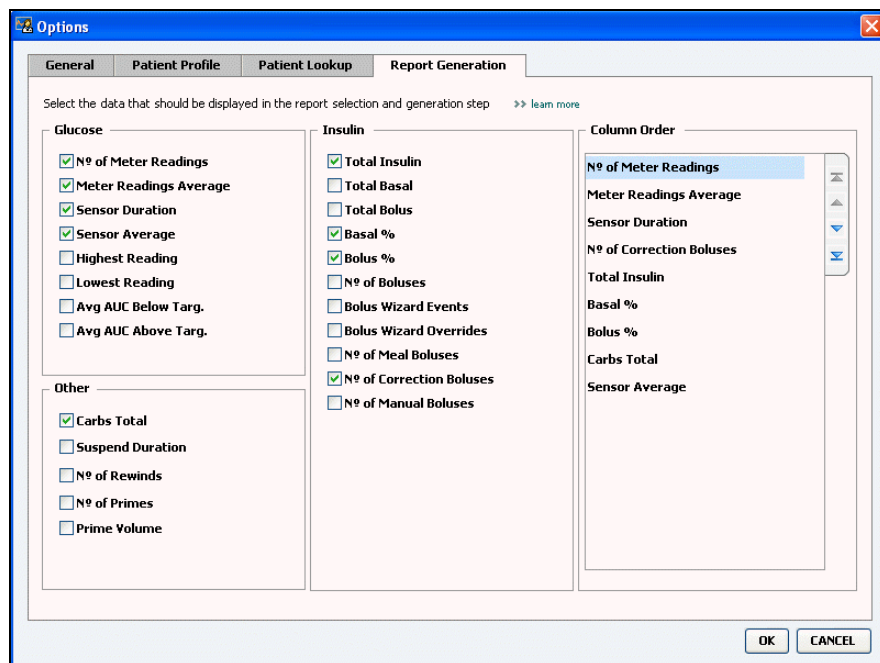 Options
General
Patient Profile
Patient Lookup
Report Generation
Select the data that should be displayed in the report selection and generation step >> learn more
Glucose
Nº of Meter Readings
Meter Readings Average
Sensor Duration
Sensor Average
Highest Reading
Lowest Reading
Avg AUC Below Targ.
Avg AUC Above Targ.
Other
Carbs Total
Suspend Duration
Nº of Rewinds
Nº of Primes
Prime Volume
Insulin
Total Insulin
Total Basal
Total Bolus
Basal %
Bolus %
Nº of Boluses
Bolus Wizard Events
Bolus Wizard Overrides
Nº of Meal Boluses
Nº of Correction Boluses
Nº of Manual Boluses
Column Order
Nº of Meter Readings
Meter Readings Average
Sensor Duration
Nº of Correction Boluses
Total Insulin
Basal %
Bolus %
Carbs Total
Sensor Average
OK
CANCEL